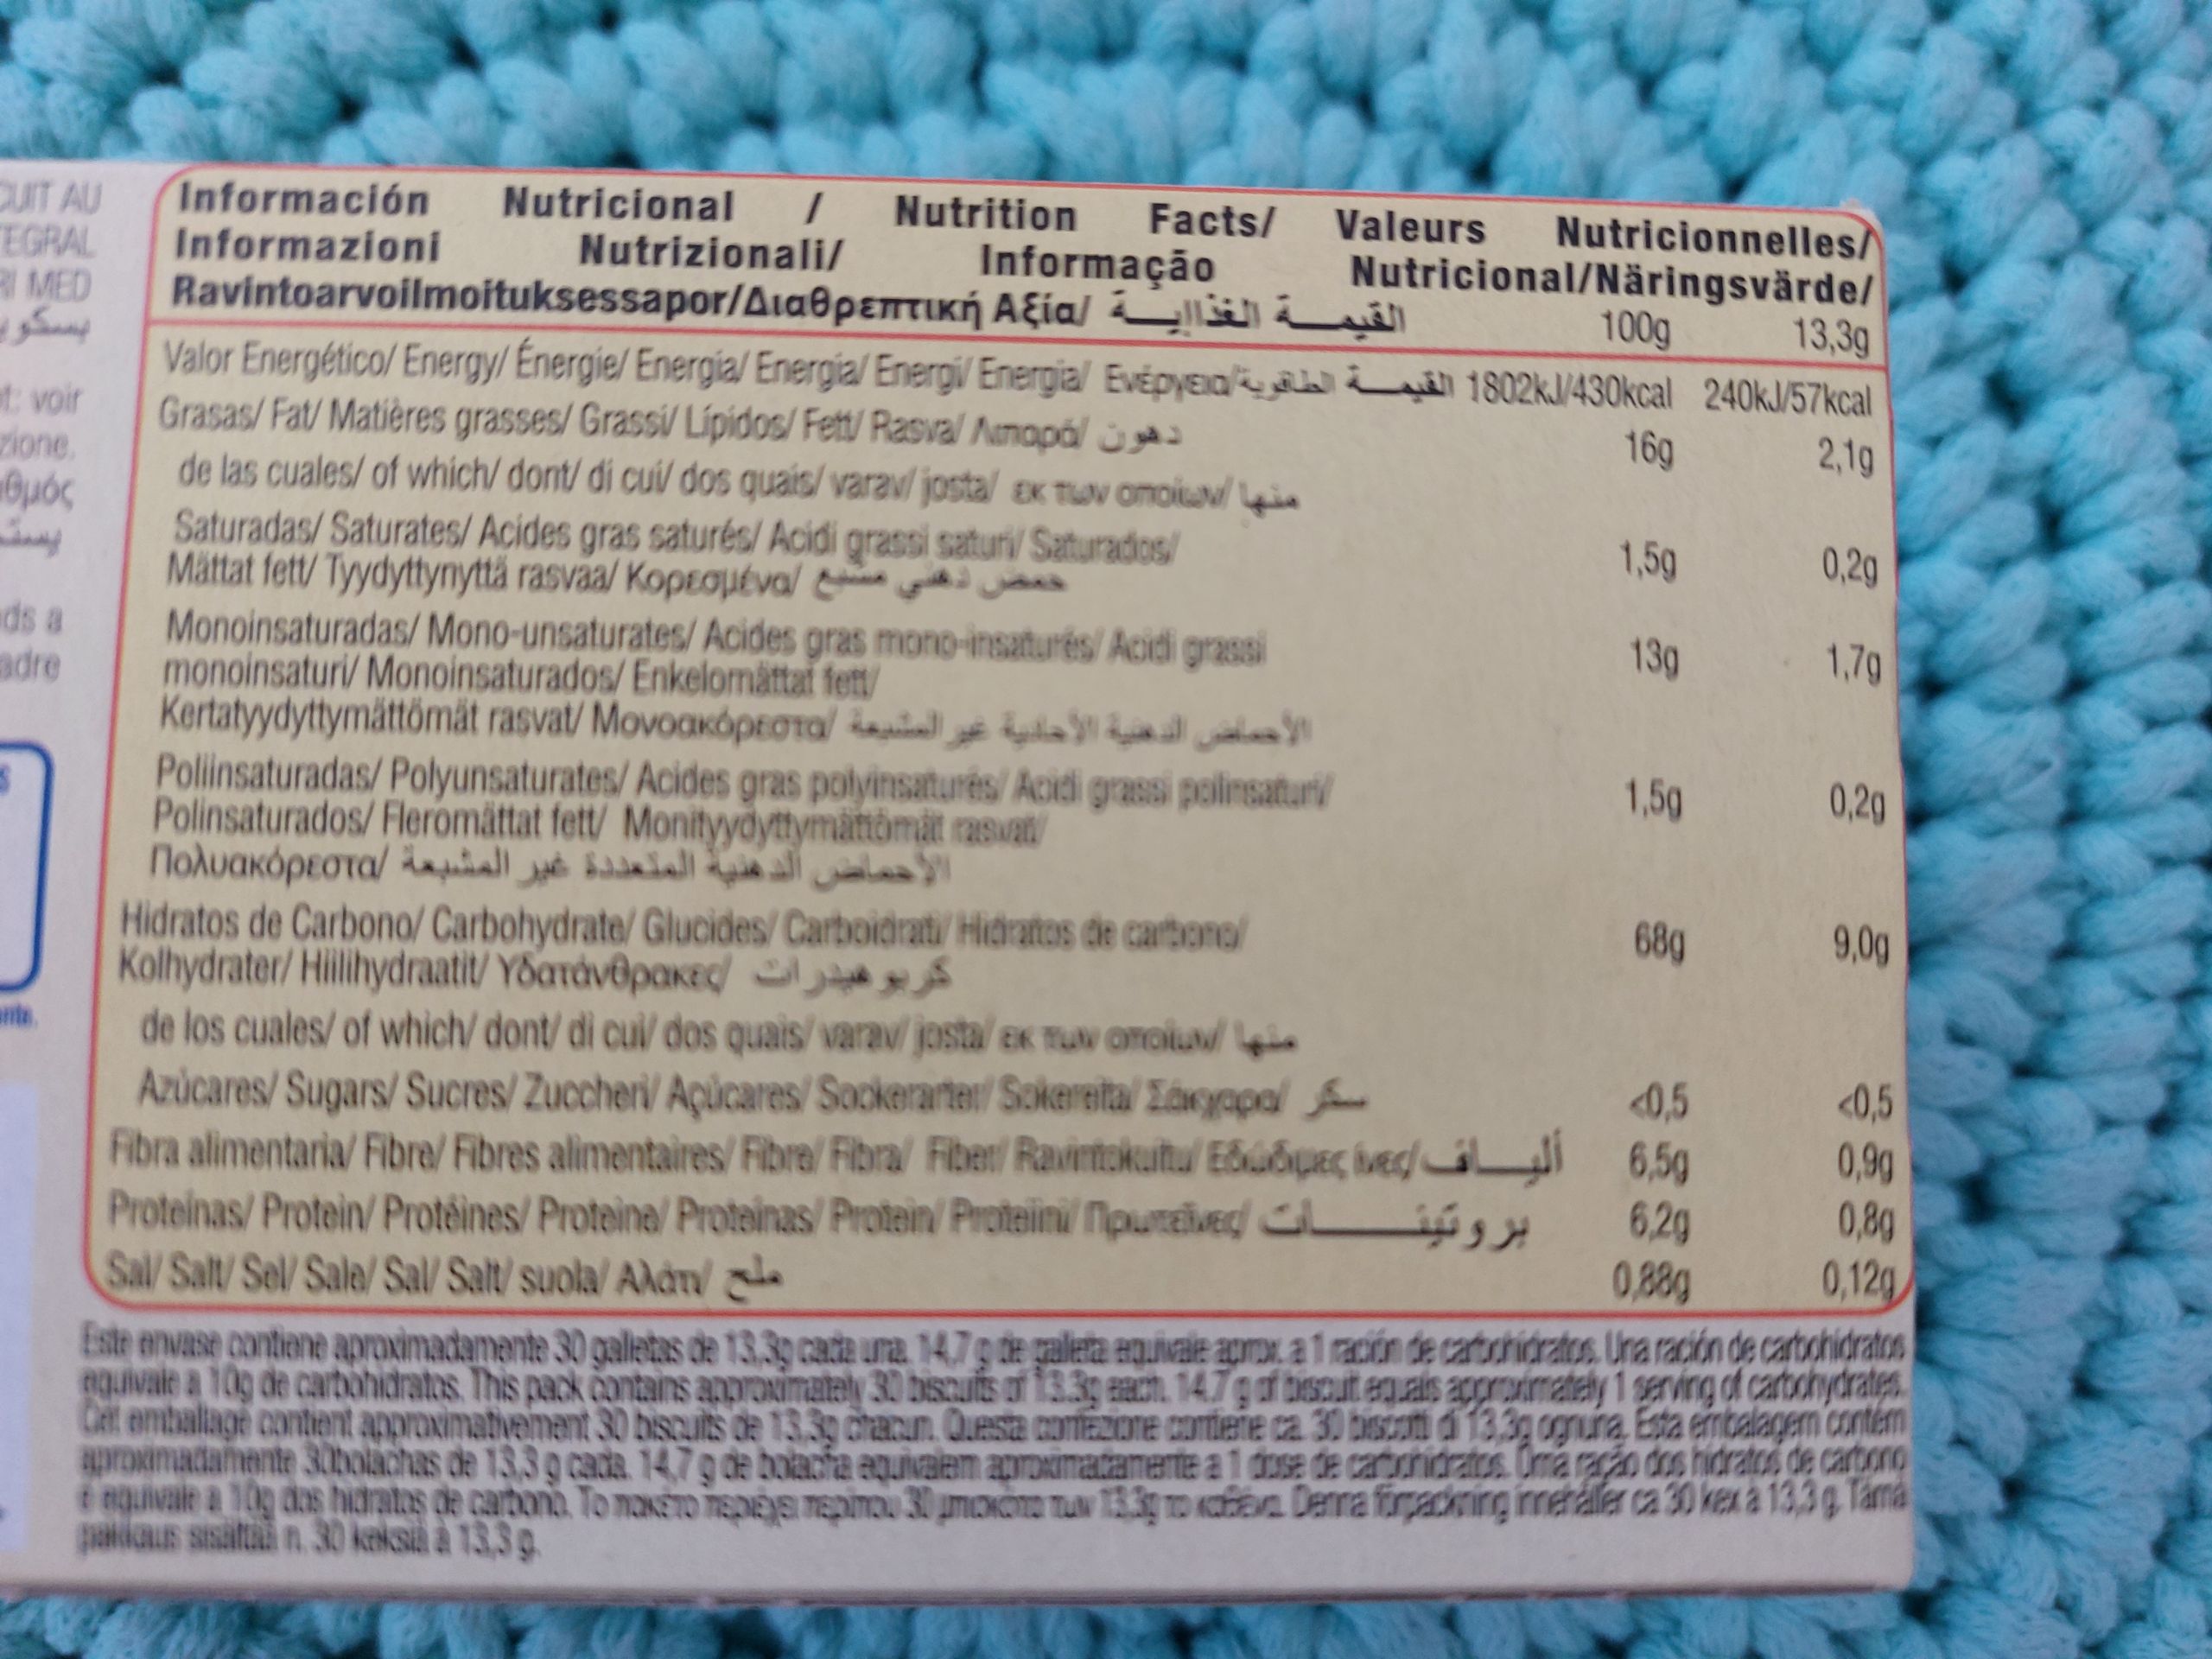 CUIT AU
TEGRAL
RI MED
t: voir
zione.
ds a
adre
Información Nutricional / Nutrition Facts/ Valeurs Nutricionnelles/
Informazioni Nutrizionali/ Informação Nutricional/Näringsvärde/
Ravintoarvoilmoituksessapor/Διαθρεπτική Αξία/ القيمة الغذاالية 100g 13,3g
Valor Energético/ Energy/ Énergie/ Energia/ Energia/ Energi/ Energia/ Ενέργεια/القيمة الطاقوية 1802kJ/430kcal 240kJ/57kcal
Grasas/ Fat/ Matières grasses/ Grassi/ Lípidos/ Fett/ Rasva/ Λιπαρά/ دهون 16g 2,1g
de las cuales/ of which/ dont/ di cui/ dos quais/ varav/ josta/ εκ των οποίων/ منها
Saturadas/ Saturates/ Acides gras saturés/ Acidi grassi saturi/ Saturados/ 1,5g 0,2g
Mättat fett/ Tyydyttynyttä rasvaa/ Κορεσμένα/ حمض دهني مشبع
Monoinsaturadas/ Mono-unsaturates/ Acides gras mono-insaturés/ Acidi grassi 13g 1,7g
monoinsaturi/ Monoinsaturados/ Enkelomättat fett/
Kertatyydyttymättömät rasvat/ Μονοακόρεστα/ الأحماض الدهنية الأحادية غير المشبعة
Poliinsaturadas/ Polyunsaturates/ Acides gras polyinsaturés/ Acidi grassi polinsaturi/ 1,5g 0,2g
Polinsaturados/ Fleromättat fett/ Monityydyttymättömät rasvat/
Πολυακόρεστα/ الأحماض الدهنية المتعددة غير المشبعة
Hidratos de Carbono/ Carbohydrate/ Glucides/ Carboidrati/ Hidratos de carbono/ 68g 9,0g
Kolhydrater/ Hiilihydraatit/ Υδατάνθρακες/ كربوهيدرات
de los cuales/ of which/ dont/ di cui/ dos quais/ varav/ josta/ εκ των οποίων/ منها
Azúcares/ Sugars/ Sucres/ Zuccheri/ Açúcares/ Sockerarter/ Sokereita/ Σάκχαρα/ سكر <0,5 <0,5
Fibra alimentaria/ Fibre/ Fibres alimentaires/ Fibre/ Fibra/ Fiber/ Ravintokuitu/ Εδώδιμες ίνες/ ألياف 6,5g 0,9g
Proteínas/ Protein/ Protéines/ Proteine/ Proteínas/ Protein/ Proteiini/ Πρωτεΐνες/ بروتينات 6,2g 0,8g
Sal/ Salt/ Sel/ Sale/ Sal/ Salt/ suola/ Αλάτι/ ملح 0,88g 0,12g
Este envase contiene aproximadamente 30 galletas de 13,3g cada una. 14,7 g de galleta equivale aprox. a 1 ración de carbohidratos. Una ración de carbohidratos
equivale a 10g de carbohidratos. This pack contains approximately 30 biscuits of 13.3g each. 14.7 g of biscuit equals approximately 1 serving of carbohydrates.
Cet emballage contient approximativement 30 biscuits de 13,3g chacun. Questa confezione contiene ca. 30 biscotti di 13,3g ognuna. Esta embalagem contém
aproximadamente 30bolachas de 13,3 g cada. 14,7 g de bolacha equivalem aproximadamente a 1 dose de carbohidratos. Uma ração dos hidratos de carbono
é equivale a 10g dos hidratos de carbono. Το πακέτο περιέχει περίπου 30 μπισκότα των 13.3g το καθένα. Denna förpackning innehåller ca 30 kex à 13,3 g. Tämä
pakkaus sisältää n. 30 keksiä à 13,3 g.